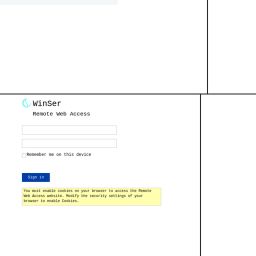 WinSer
Remote Web Access
Remember me on this device
Sign in
You must enable cookies on your browser to access the Remote
Web Access website. Modify the security settings of your
browser to enable Cookies.